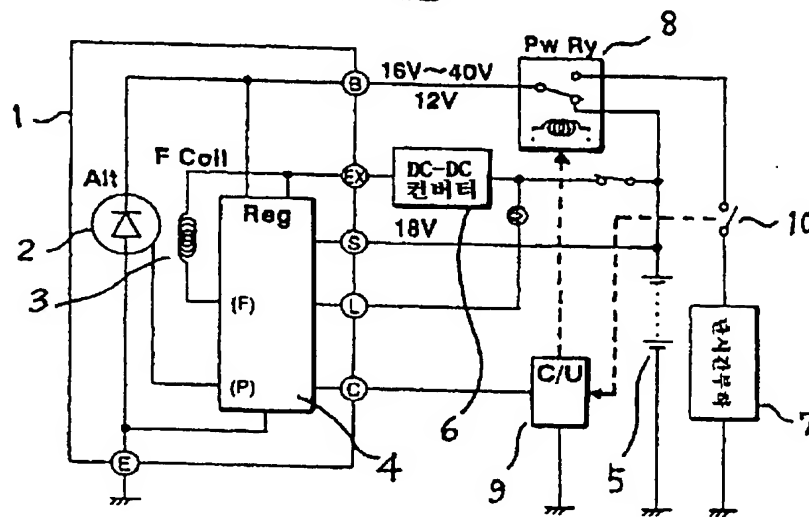 8
Pw Ry
16V～40V
B
12V
1
F Coil
DC-DC
컨버터
EX
Alt
Reg
10
2
S
18V
3
(F)
L
C/U
(P)
C
7
4
6
5
9
E